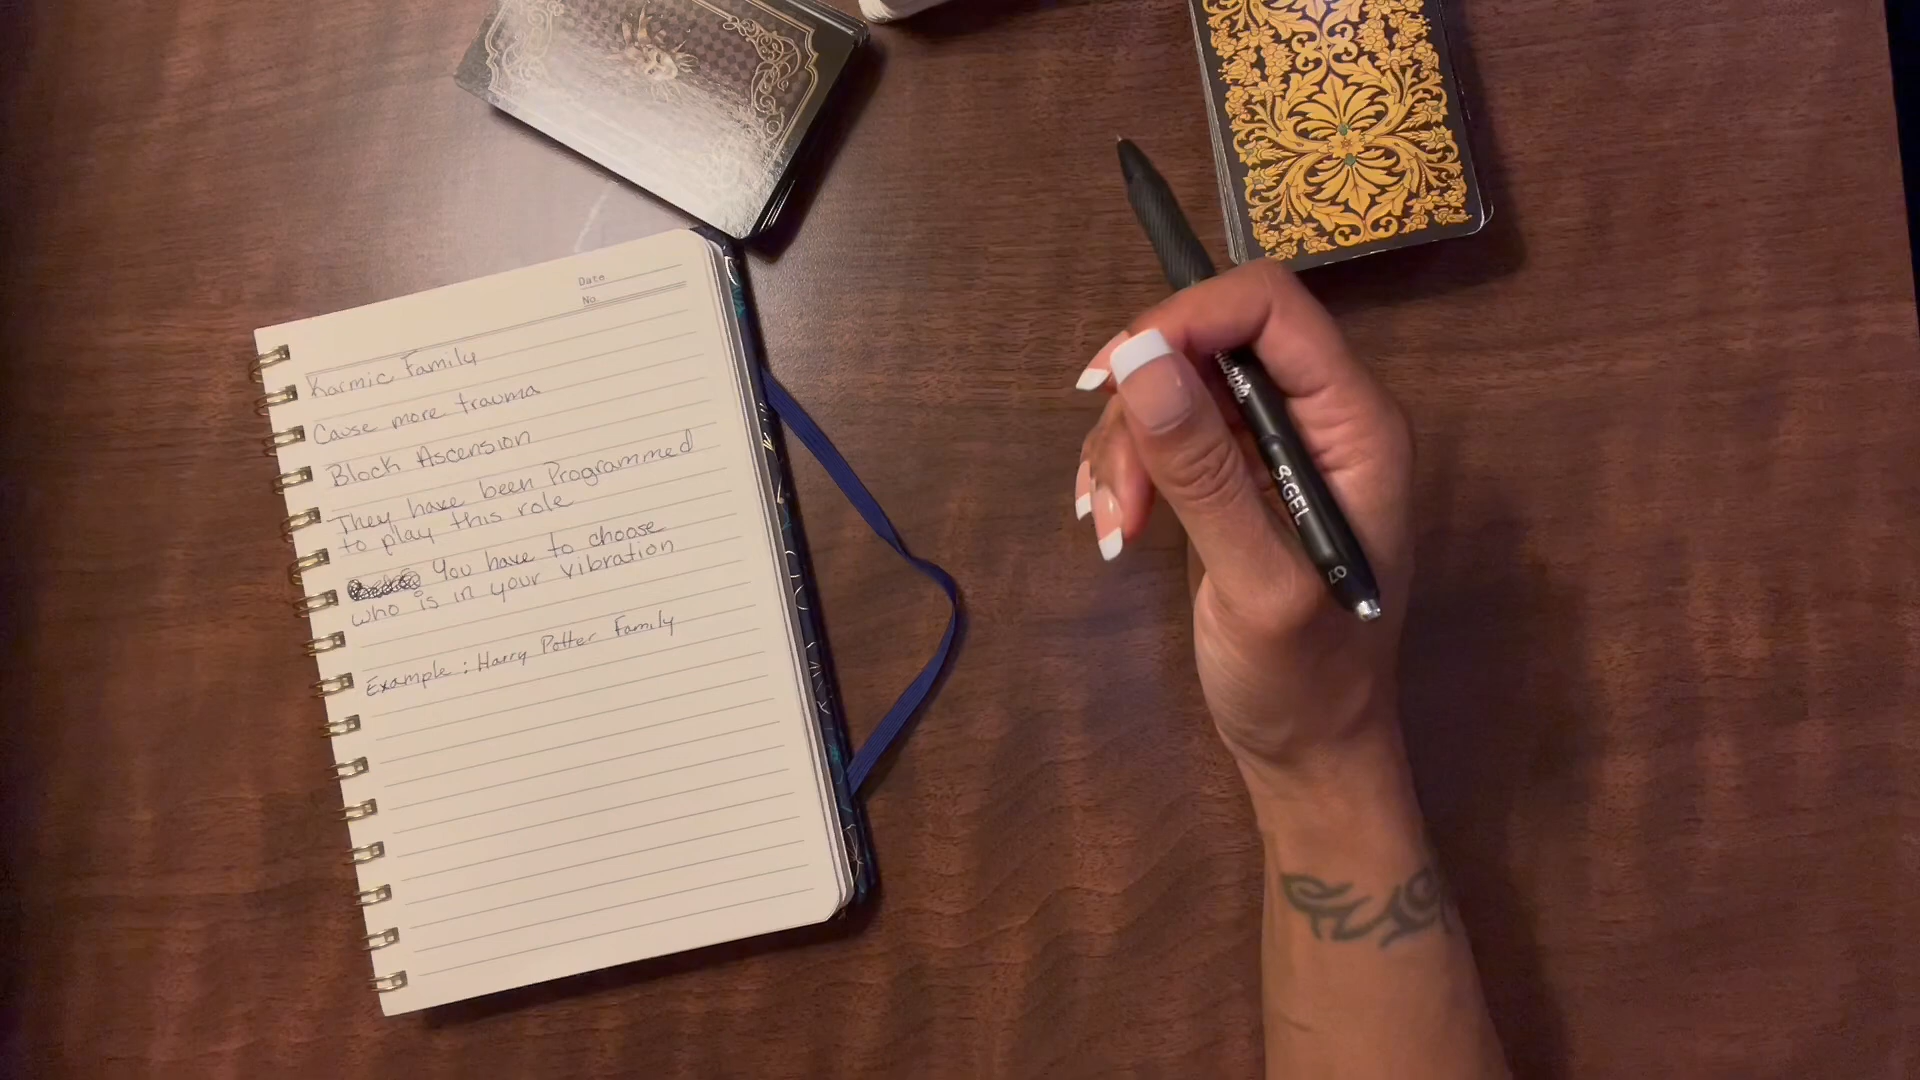 Date
No.
Karmic Family
Cause more trauma
Block Ascension
They have been Programmed
to play this role
You have to choose
who is in your vibration
Example : Harry Potter Family
S·GEL
07